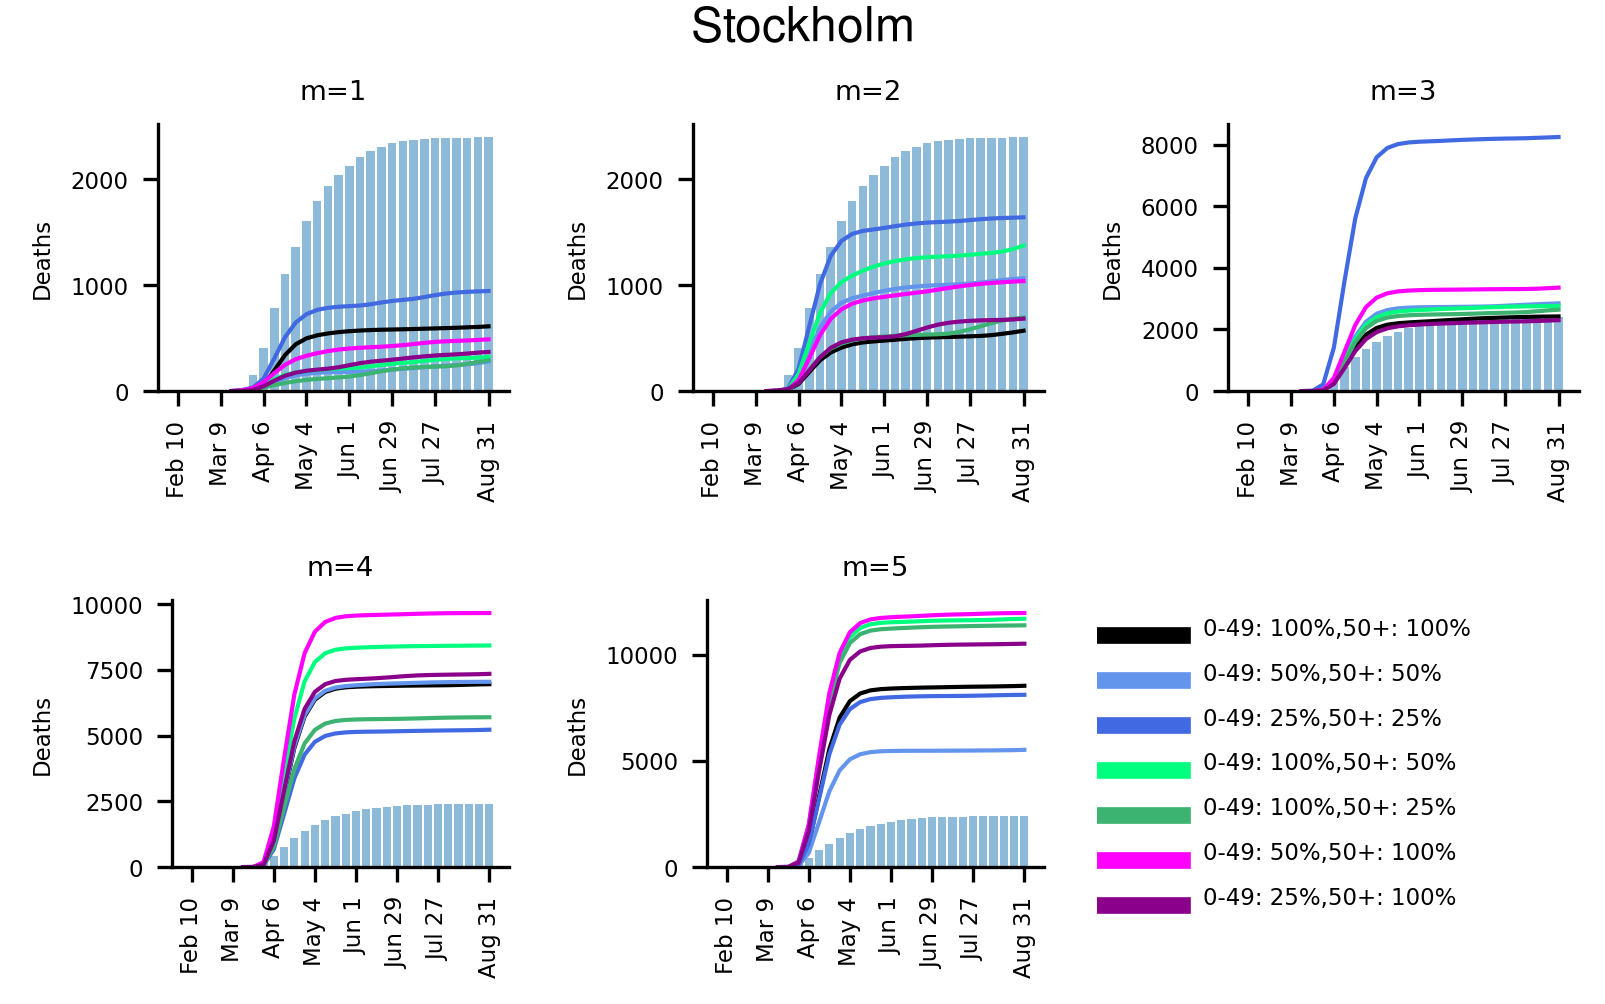 Stockholm
m=1
m=2
m=3
Deaths
2000
1000
0
Feb 10
Mar 9
Apr 6
May 4
Jun 1
Jun 29
Jul 27
Aug 31
Deaths
2000
1000
0
Feb 10
Mar 9
Apr 6
May 4
Jun 1
Jun 29
Jul 27
Aug 31
Deaths
8000
6000
4000
2000
0
Feb 10
Mar 9
Apr 6
May 4
Jun 1
Jun 29
Jul 27
Aug 31
m=4
m=5
Deaths
10000
7500
5000
2500
0
Feb 10
Mar 9
Apr 6
May 4
Jun 1
Jun 29
Jul 27
Aug 31
Deaths
10000
5000
0
Feb 10
Mar 9
Apr 6
May 4
Jun 1
Jun 29
Jul 27
Aug 31
0-49: 100%,50+: 100%
0-49: 50%,50+: 50%
0-49: 25%,50+: 25%
0-49: 100%,50+: 50%
0-49: 100%,50+: 25%
0-49: 50%,50+: 100%
0-49: 25%,50+: 100%